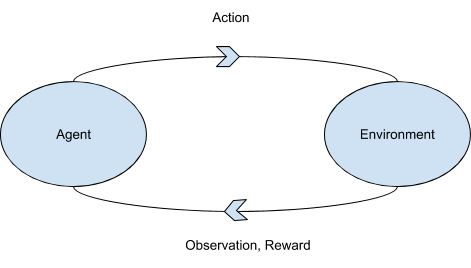 Action
Agent
Environment
Observation, Reward